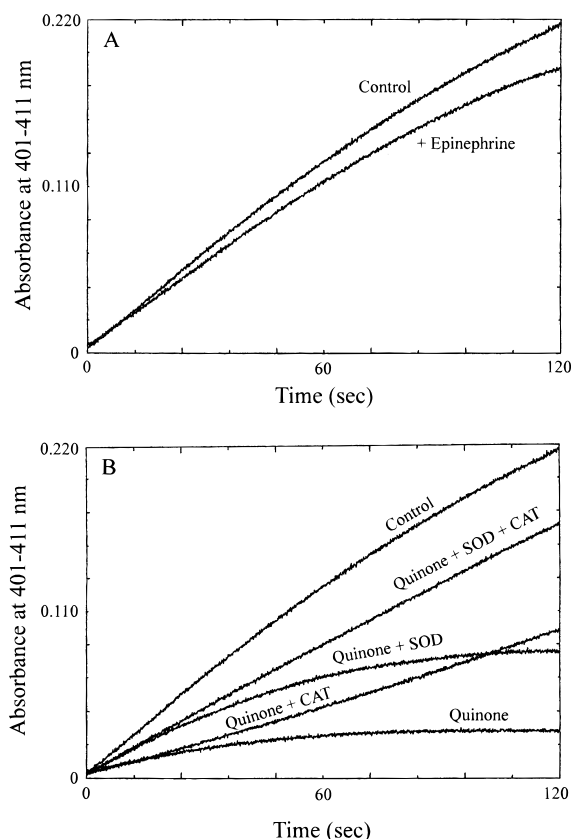 A
0.220
Control
+ Epinephrine
0.110
0
0
60
120
Absorbance at 401-411 nm
Time (sec)
B
0.220
Control
Quinone + SOD + CAT
0.110
Quinone + SOD
Quinone + CAT
Quinone
0
0
60
120
Absorbance at 401-411 nm
Time (sec)